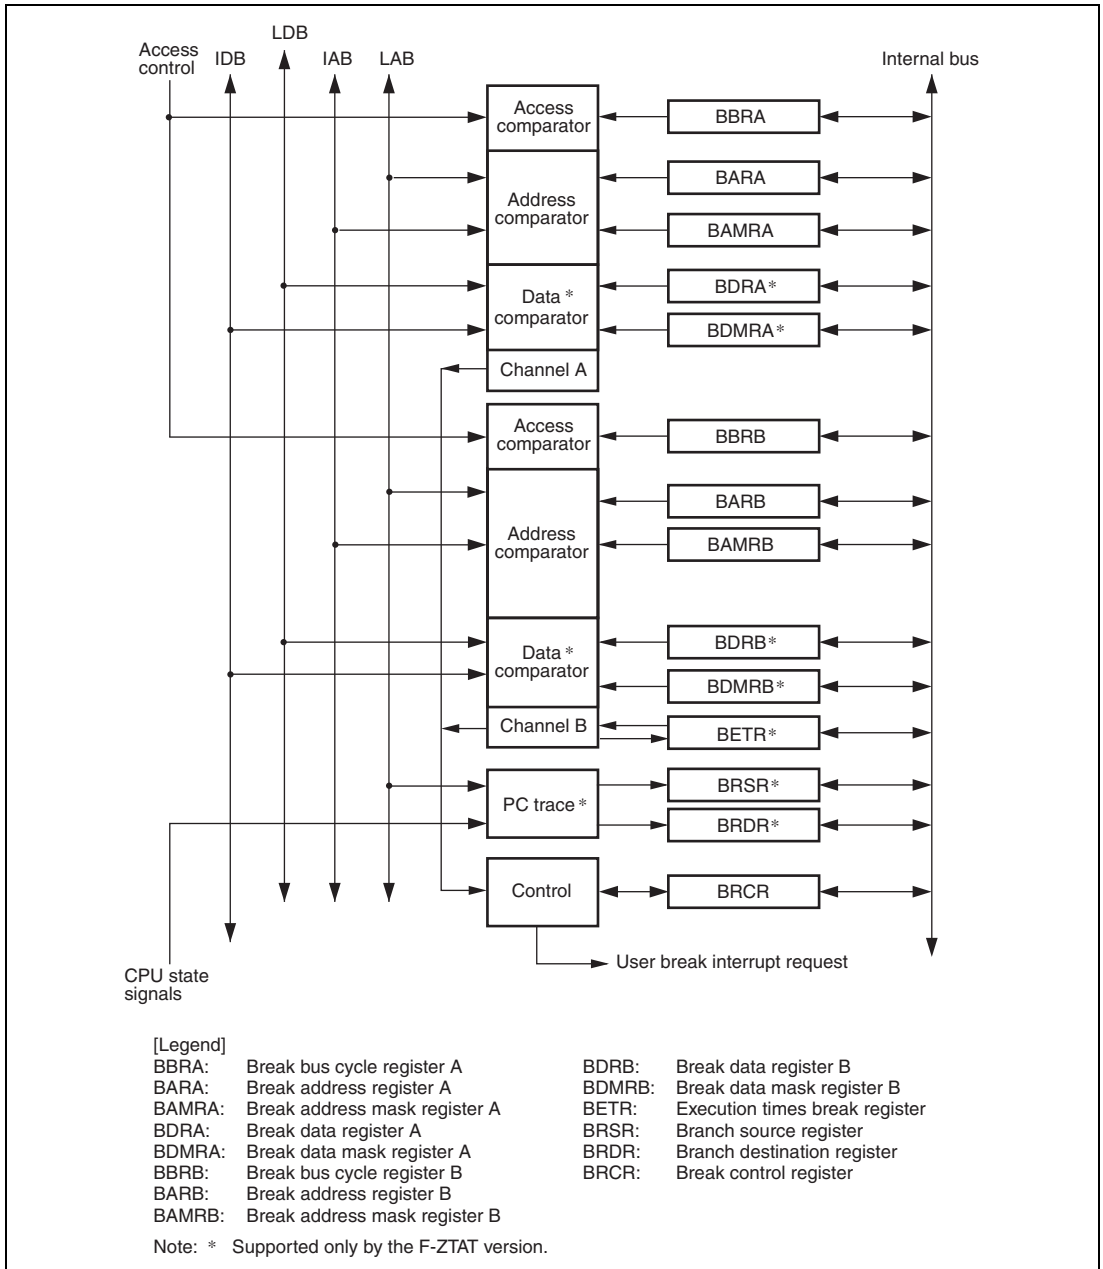 LDB
Access
control
IDB
IAB
LAB
Internal bus
Access
comparator
BBRA
Address
comparator
BARA
BAMRA
Data *
comparator
BDRA*
BDMRA*
Channel A
Access
comparator
BBRB
Address
comparator
BARB
BAMRB
Data *
comparator
BDRB*
BDMRB*
Channel B
BETR*
PC trace *
BRSR*
BRDR*
Control
BRCR
User break interrupt request
CPU state
signals
[Legend]
BBRA: Break bus cycle register A
BARA: Break address register A
BAMRA: Break address mask register A
BDRA: Break data register A
BDMRA: Break data mask register A
BBRB: Break bus cycle register B
BARB: Break address register B
BAMRB: Break address mask register B
BDRB: Break data register B
BDMRB: Break data mask register B
BETR: Execution times break register
BRSR: Branch source register
BRDR: Branch destination register
BRCR: Break control register
Note: * Supported only by the F-ZTAT version.